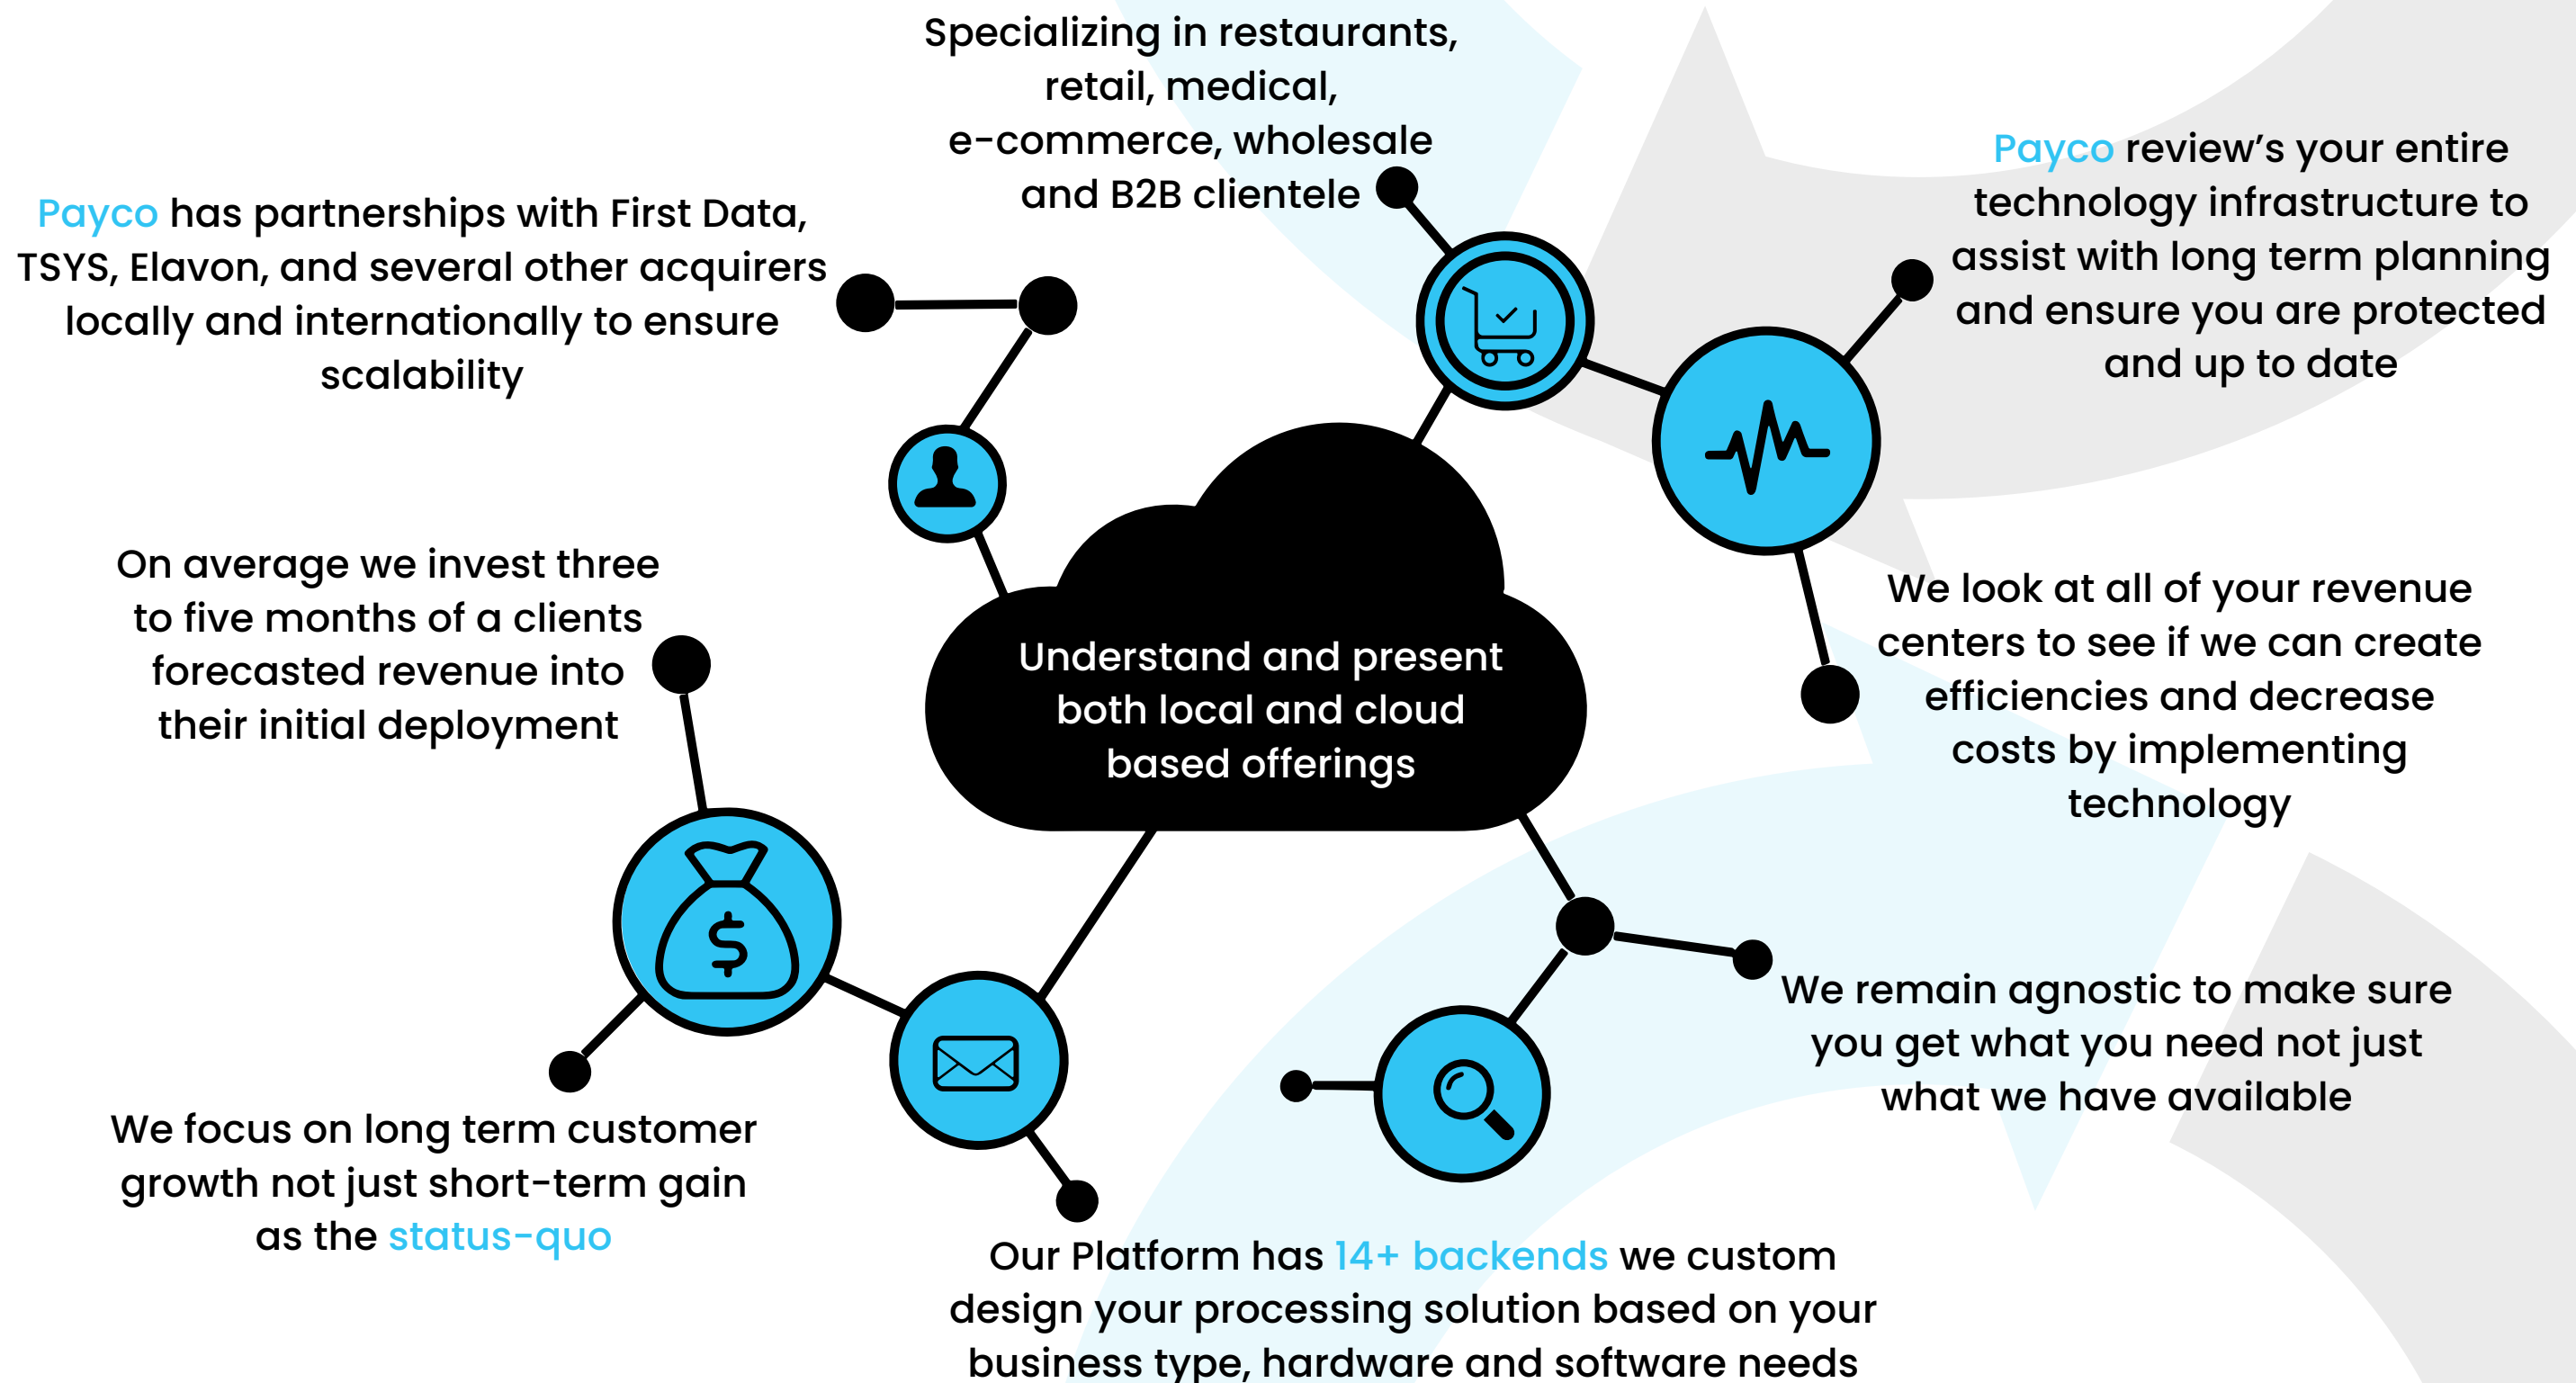 Specializing in restaurants,
retail, medical,
e-commerce, wholesale
and B2B clientele
Payco review’s your entire
technology infrastructure to
assist with long term planning
and ensure you are protected
and up to date
Payco has partnerships with First Data,
TSYS, Elavon, and several other acquirers
locally and internationally to ensure
scalability
On average we invest three
to five months of a clients
forecasted revenue into
their initial deployment
Understand and present
both local and cloud
based offerings
We look at all of your revenue
centers to see if we can create
efficiencies and decrease
costs by implementing
technology
$
We remain agnostic to make sure
you get what you need not just
what we have available
We focus on long term customer
growth not just short-term gain
as the status-quo
Our Platform has 14+ backends we custom
design your processing solution based on your
business type, hardware and software needs